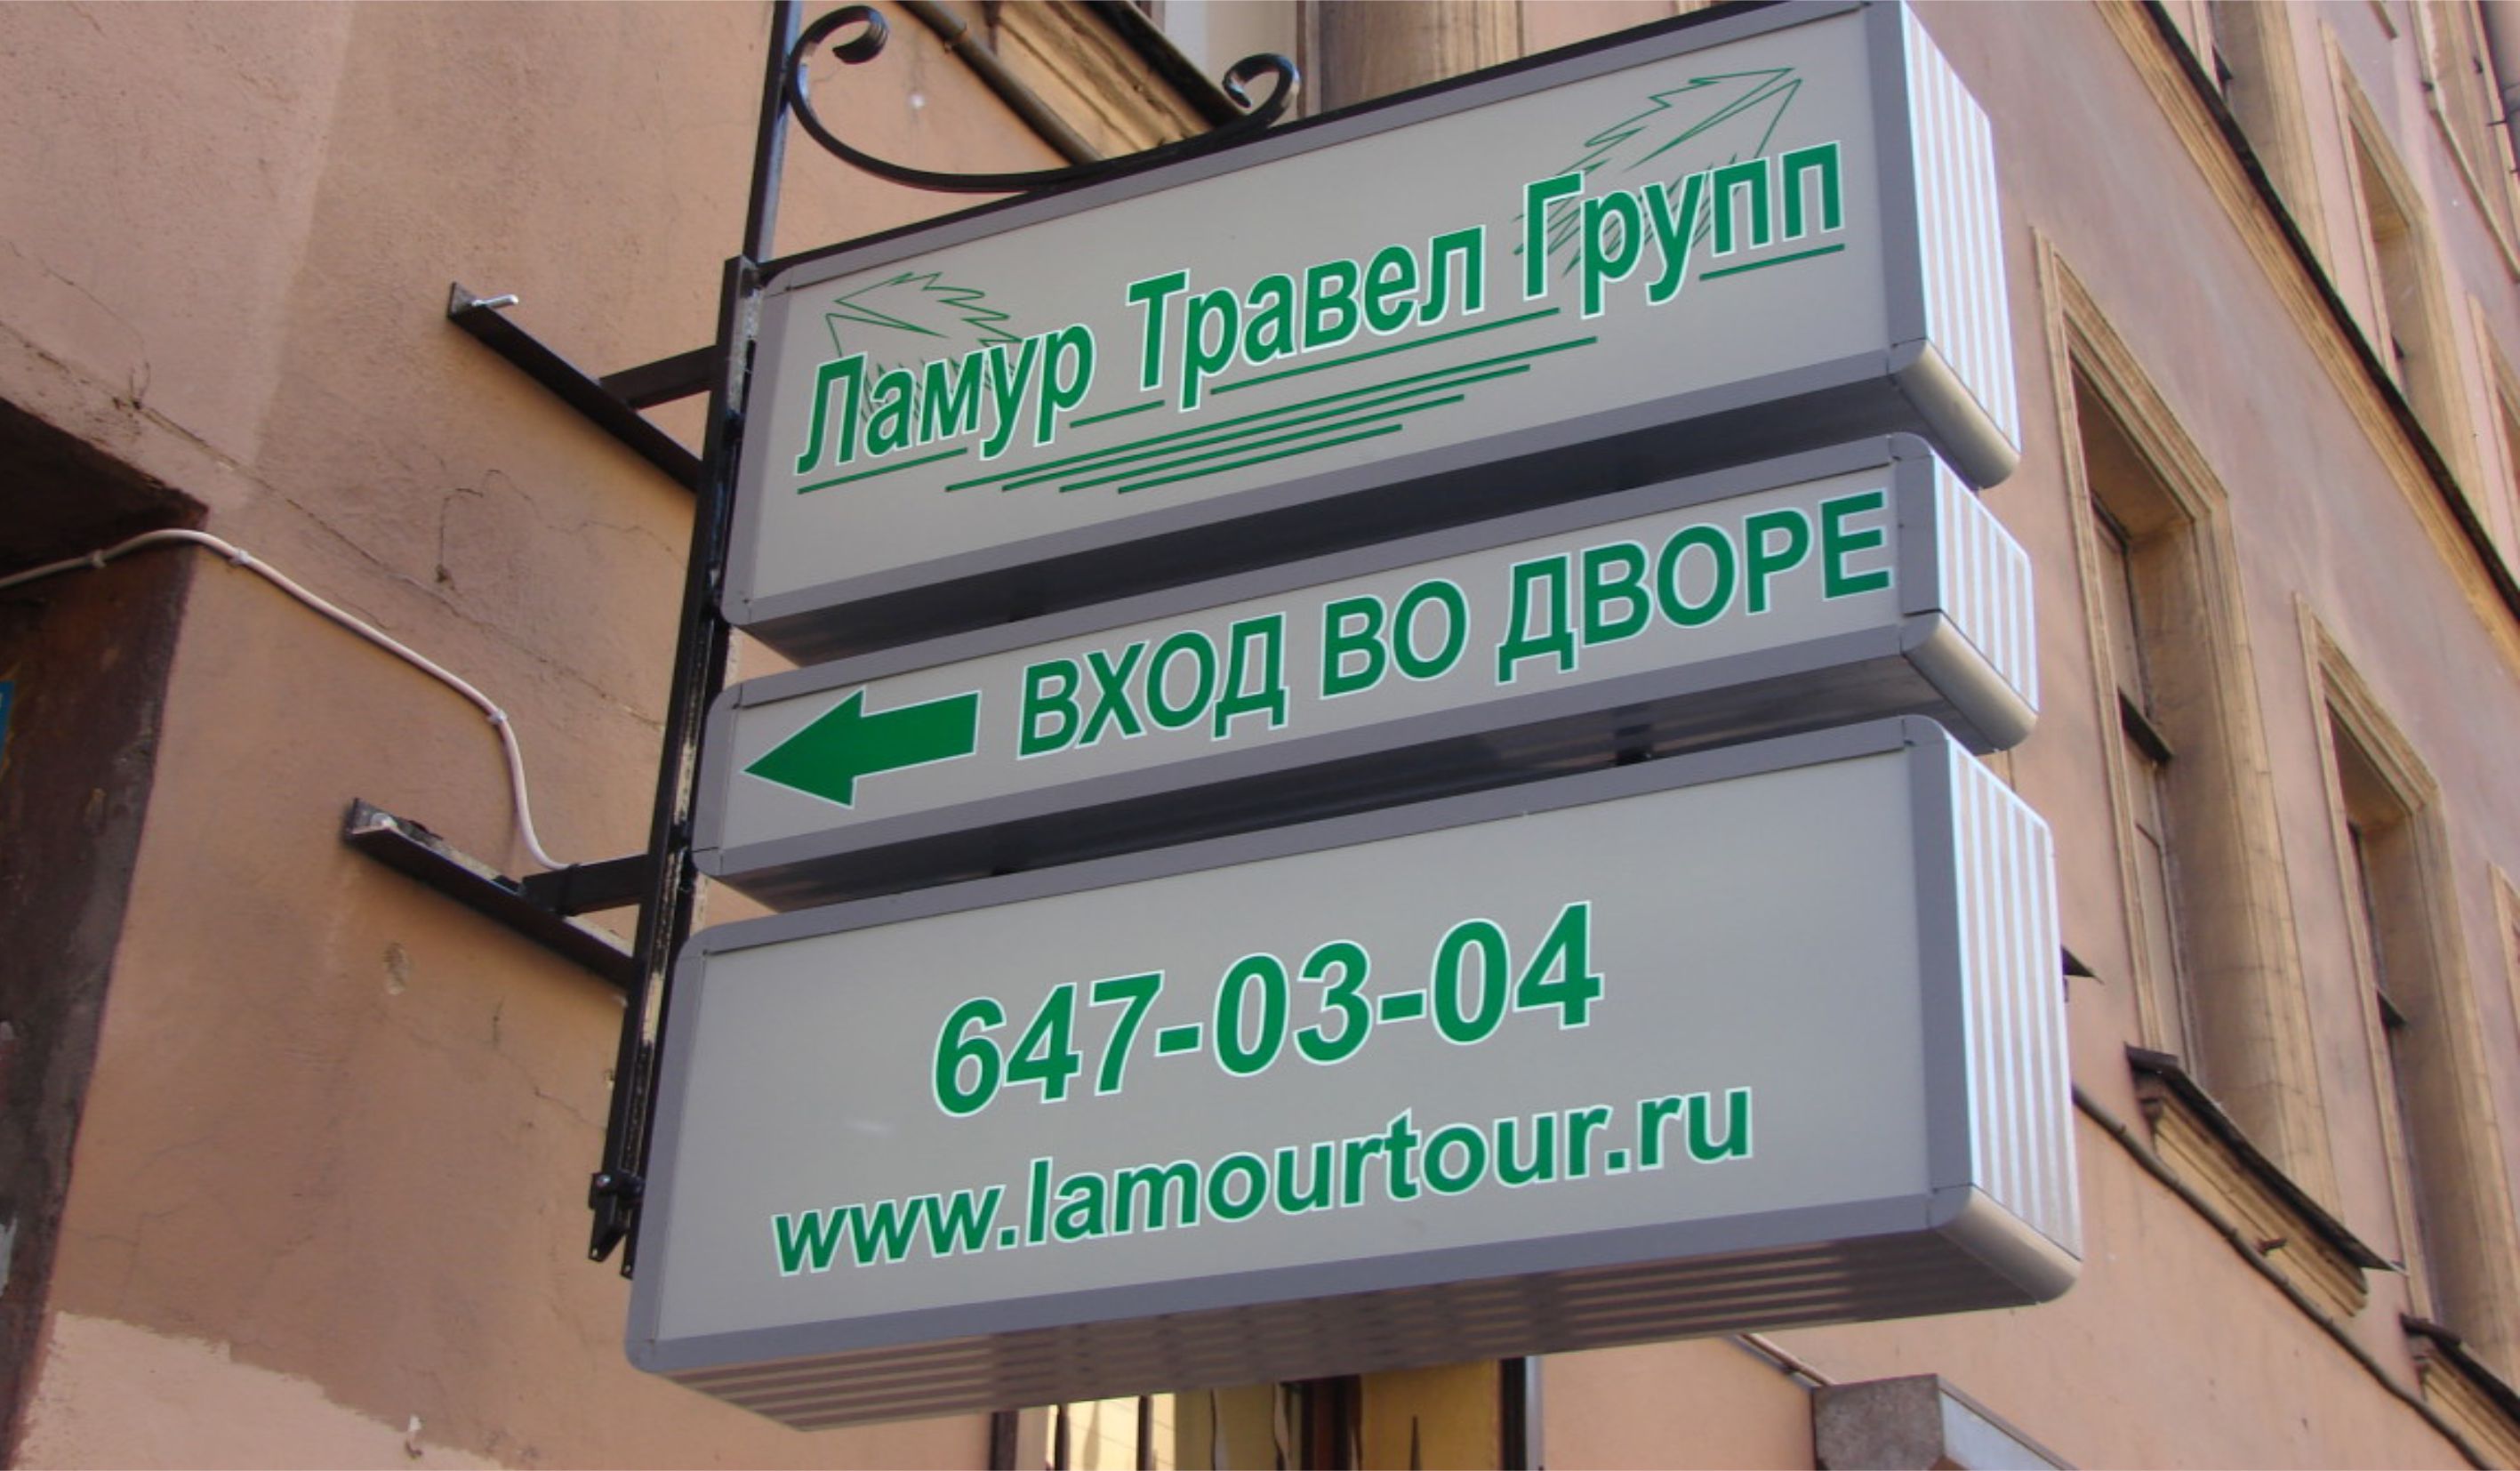 Ламур Травел Групп
ВХОД ВО ДВОРЕ
647-03-04
www.lamourtour.ru